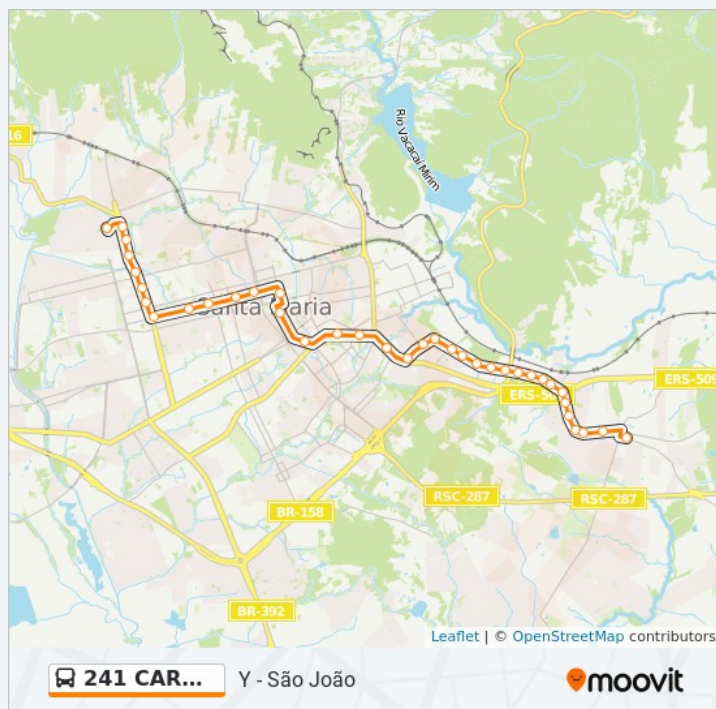 16
Rio Vacacaí Mirim
Santa Maria
ERS-509
ERS-509
RSC-287
RSC-287
BR-158
BR-392
Leaflet | © OpenStreetMap contributors
241 CAR...
Y - São João
moovit